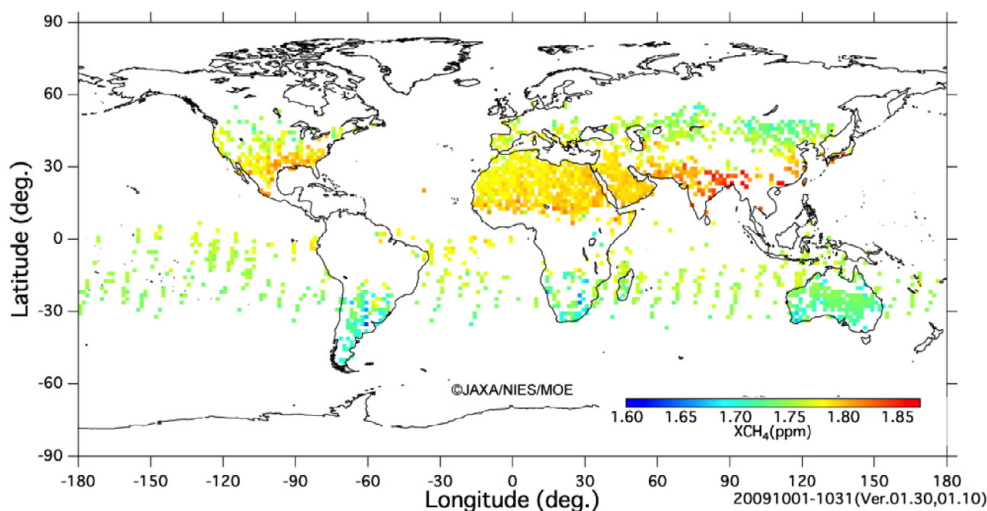 90
60
30
0
-30
-60
-90
Latitude (deg.)
©JAXA/NIES/MOE
1.60 1.65 1.70 1.75 1.80 1.85
XCH₄(ppm)
-180 -150 -120 -90 -60 -30 0 30 60 90 120 150 180
Longitude (deg.)
20091001-1031(Ver.01.30,01.10)